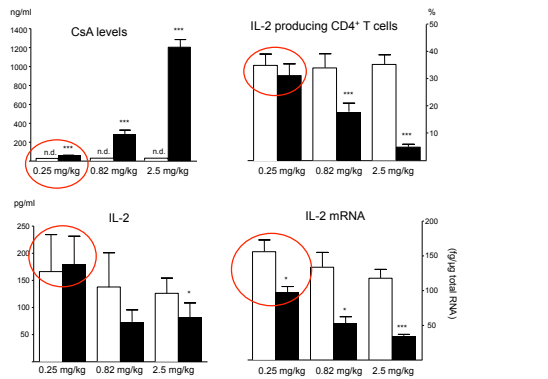 ng/ml
CsA levels
1400
1200
1000
800
600
400
200
n.d.
***
n.d.
***
n.d.
***
0.25 mg/kg 0.82 mg/kg 2.5 mg/kg
IL-2 producing CD4⁺ T cells
%
50
40
30
20
10
***
***
0.25 mg/kg 0.82 mg/kg 2.5 mg/kg
pg/ml
IL-2
250
200
150
100
50
*
0.25 mg/kg 0.82 mg/kg 2.5 mg/kg
IL-2 mRNA
200
150
100
50
(fg/µg total RNA )
*
*
***
0.25 mg/kg 0.82 mg/kg 2.5 mg/kg